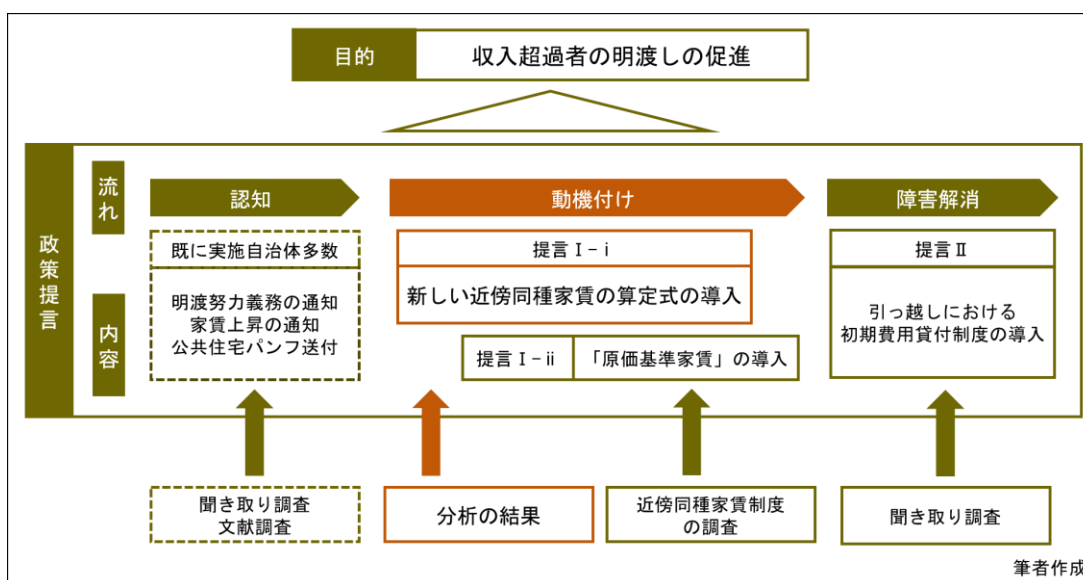 目的
収入超過者の明渡しの促進
政策提言
流れ
認知
動機付け
障害解消
内容
既に実施自治体多数
明渡努力義務の通知
家賃上昇の通知
公共住宅パンフ送付
提言Ⅰ-ⅰ
新しい近傍同種家賃の算定式の導入
提言Ⅰ-ⅱ
「原価基準家賃」の導入
提言Ⅱ
引っ越しにおける
初期費用貸付制度の導入
聞き取り調査
文献調査
分析の結果
近傍同種家賃制度
の調査
聞き取り調査
筆者作成